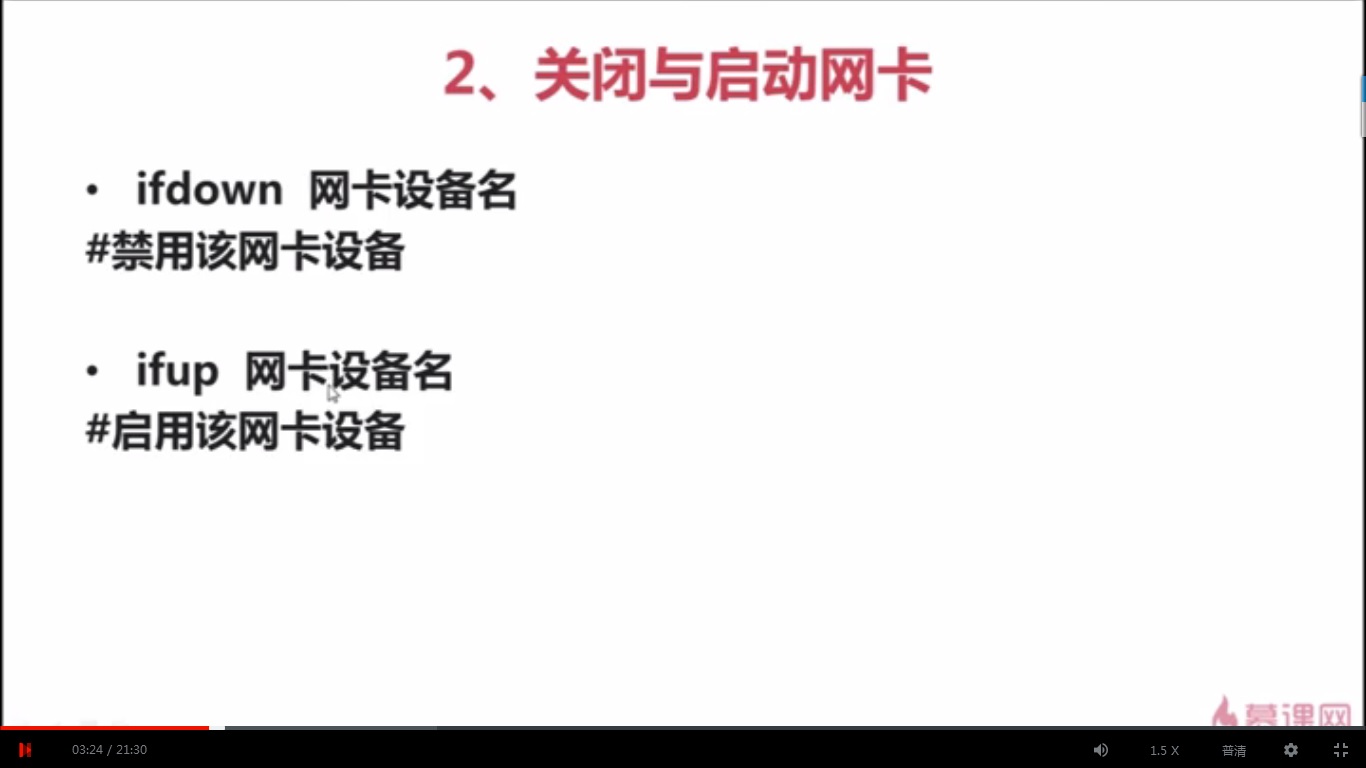 2、关闭与启动网卡
• ifdown 网卡设备名
#禁用该网卡设备
• ifup 网卡设备名
#启用该网卡设备
慕课网
03:24 / 21:30
1.5 X
普清